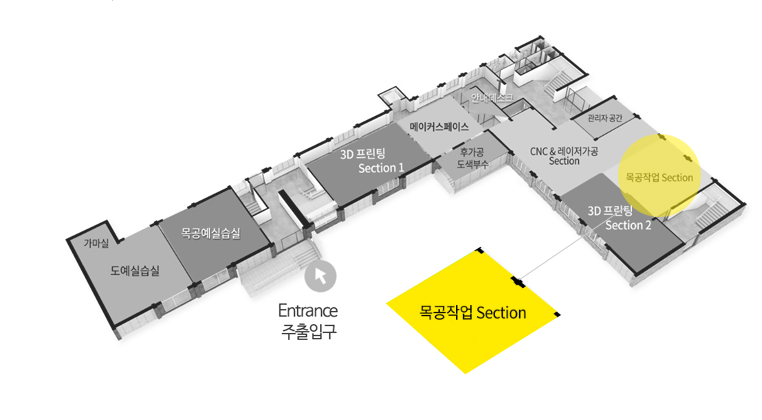 안내데스크
관리자 공간
메이커스페이스
3D 프린팅
Section 1
후가공
도색부수
CNC & 레이저가공
Section
목공작업 Section
3D 프린팅
Section 2
목공예실습실
가마실
도예실습실
Entrance
주출입구
목공작업 Section